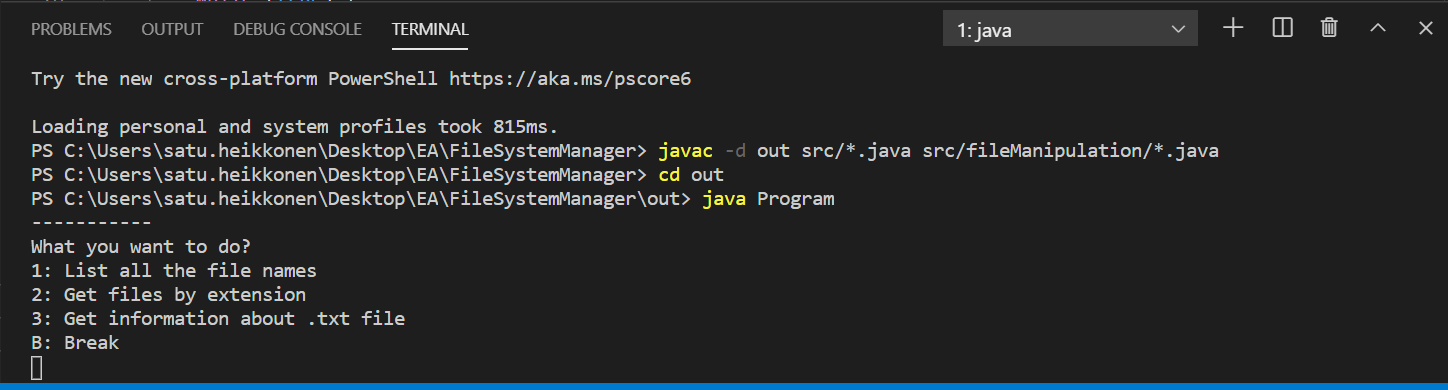 PROBLEMS OUTPUT DEBUG CONSOLE TERMINAL 1: java
Try the new cross-platform PowerShell https://aka.ms/pscore6
Loading personal and system profiles took 815ms.
PS C:\Users\satu.heikkonen\Desktop\EA\FileSystemManager> javac -d out src/*.java src/fileManipulation/*.java
PS C:\Users\satu.heikkonen\Desktop\EA\FileSystemManager> cd out
PS C:\Users\satu.heikkonen\Desktop\EA\FileSystemManager\out> java Program
-----------
What you want to do?
1: List all the file names
2: Get files by extension
3: Get information about .txt file
B: Break